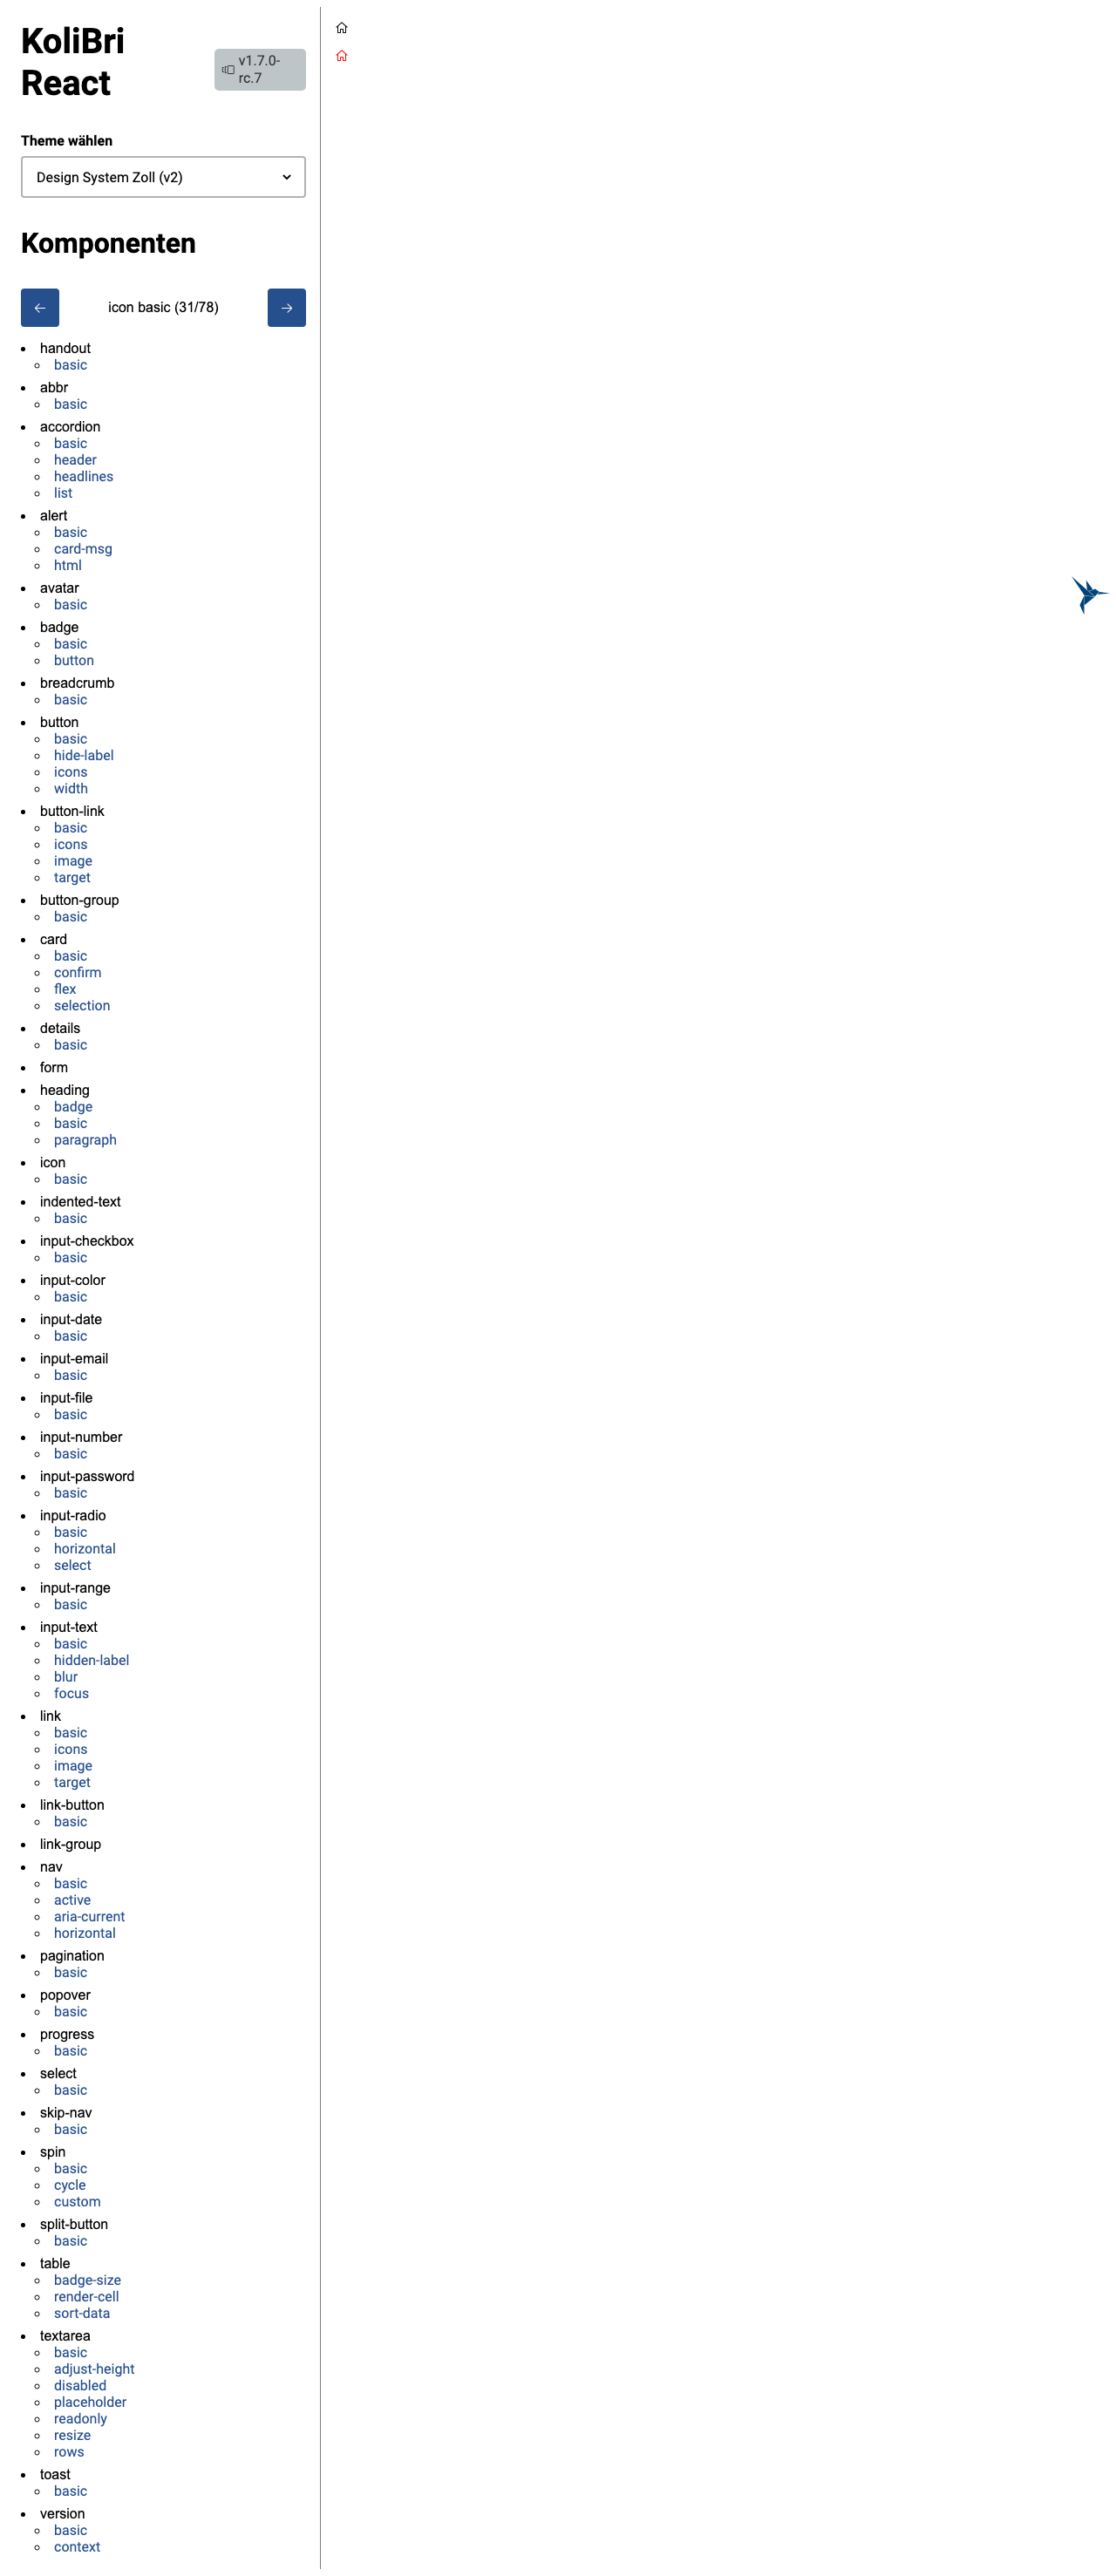 KoliBri
React
v1.7.0-
rc.7
Theme wählen
Design System Zoll (v2)
Komponenten
icon basic (31/78)
handout
basic
abbr
basic
accordion
basic
header
headlines
list
alert
basic
card-msg
html
avatar
basic
badge
basic
button
breadcrumb
basic
button
basic
hide-label
icons
width
button-link
basic
icons
image
target
button-group
basic
card
basic
confirm
flex
selection
details
basic
form
heading
badge
basic
paragraph
icon
basic
indented-text
basic
input-checkbox
basic
input-color
basic
input-date
basic
input-email
basic
input-file
basic
input-number
basic
input-password
basic
input-radio
basic
horizontal
select
input-range
basic
input-text
basic
hidden-label
blur
focus
link
basic
icons
image
target
link-button
basic
link-group
nav
basic
active
aria-current
horizontal
pagination
basic
popover
basic
progress
basic
select
basic
skip-nav
basic
spin
basic
cycle
custom
split-button
basic
table
badge-size
render-cell
sort-data
textarea
basic
adjust-height
disabled
placeholder
readonly
resize
rows
toast
basic
version
basic
context